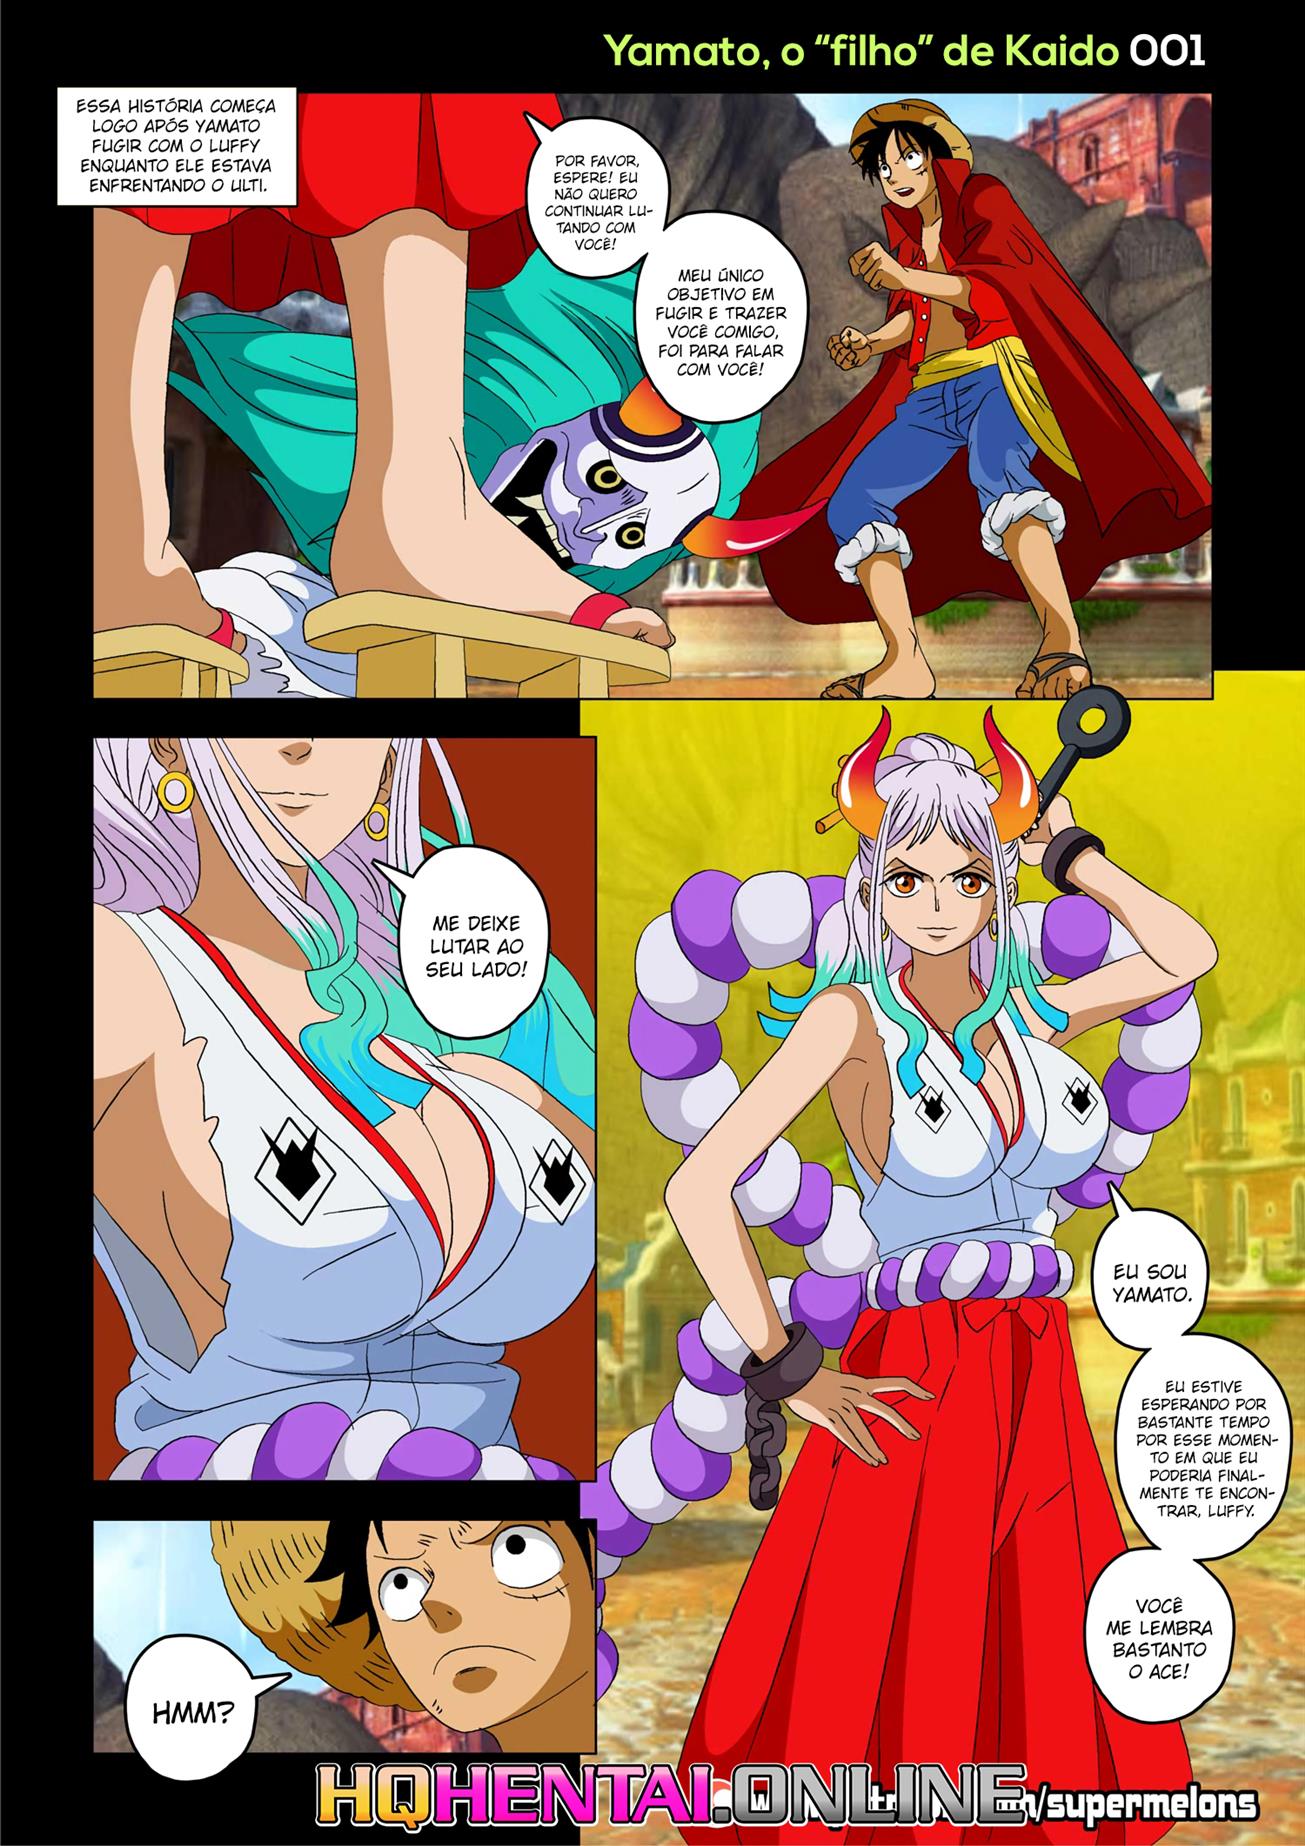 Yamato, o “filho” de Kaido 001
ESSA HISTÓRIA COMEÇA
LOGO APÓS YAMATO
FUGIR COM O LUFFY
ENQUANTO ELE ESTAVA
ENFRENTANDO O ULTI.
POR FAVOR,
ESPERE! EU
NÃO QUERO
CONTINUAR LU-
TANDO COM
VOCÊ!
MEU ÚNICO
OBJETIVO EM
FUGIR E TRAZER
VOCÊ COMIGO,
FOI PARA FALAR
COM VOCÊ!
ME DEIXE
LUTAR AO
SEU LADO!
EU SOU
YAMATO.
EU ESTIVE
ESPERANDO POR
BASTANTE TEMPO
POR ESSE MOMEN-
TO EM QUE EU
PODERIA FINAL-
MENTE TE ENCON-
TRAR, LUFFY.
VOCÊ
ME LEMBRA
BASTANTO
O ACE!
HMM?
HQHENTAI.ONLINE
/supermelons